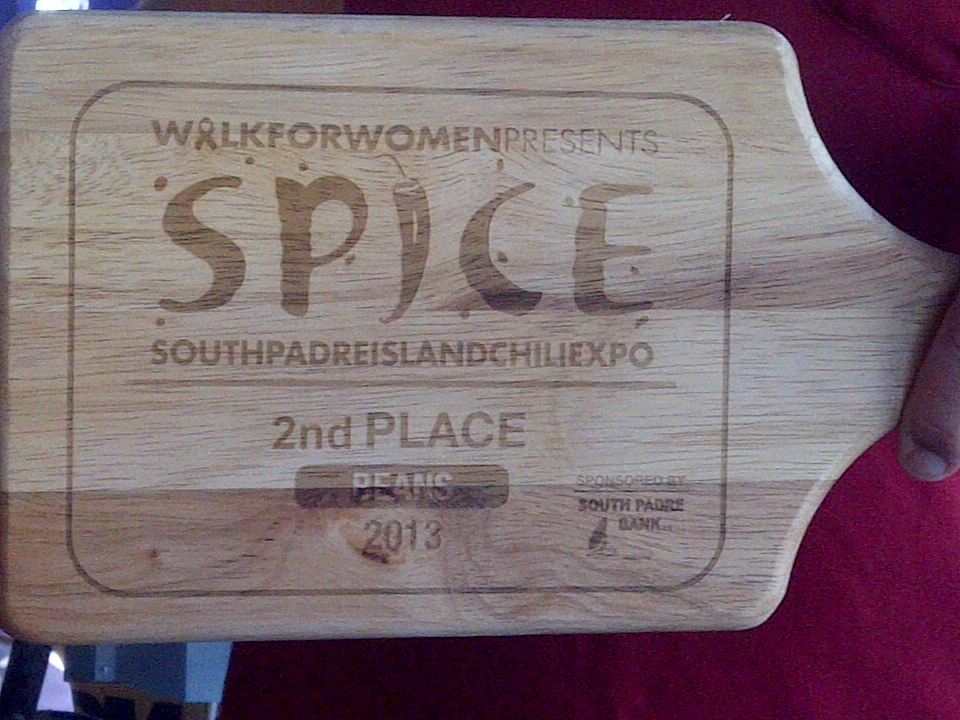 WALKFORWOMENPRESENTS
SPICE
SOUTHPADREISLANDCHILIEXPO
2nd PLACE
BEANS
2013
SPONSORED BY
SOUTH PADRE
BANK